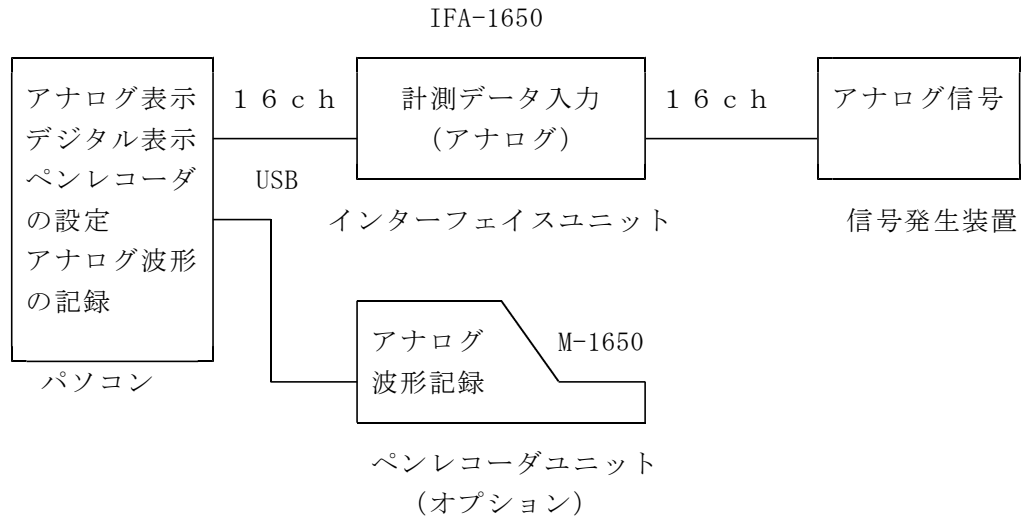 IFA-1650
アナログ表示
デジタル表示
ペンレコーダ
の設定
アナログ波形
の記録
パソコン
１６ｃｈ
USB
計測データ入力
(アナログ)
インターフェイスユニット
１６ｃｈ
アナログ信号
信号発生装置
アナログ
波形記録
M-1650
ペンレコーダユニット
(オプション)